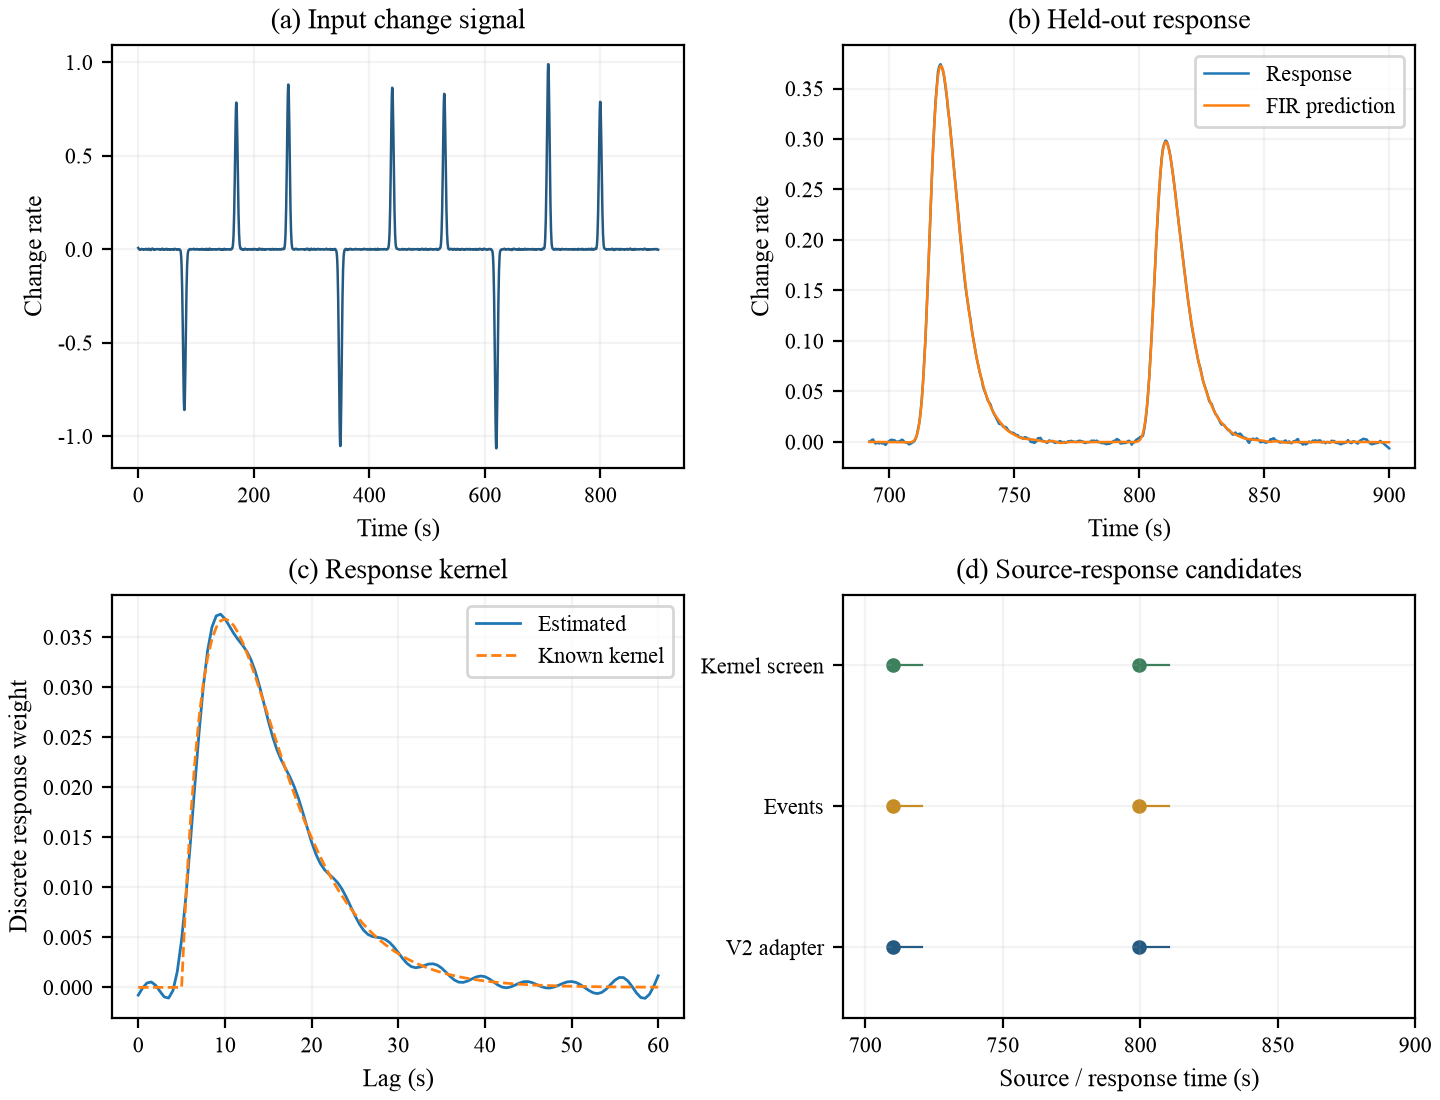 (a) Input change signal
Change rate
1.0
0.5
0.0
-0.5
-1.0
0
200
400
600
800
Time (s)
(b) Held-out response
Change rate
0.35
0.30
0.25
0.20
0.15
0.10
0.05
0.00
Response
FIR prediction
700
750
800
850
900
Time (s)
(c) Response kernel
Discrete response weight
0.035
0.030
0.025
0.020
0.015
0.010
0.005
0.000
Estimated
Known kernel
0
10
20
30
40
50
60
Lag (s)
(d) Source-response candidates
Kernel screen
Events
V2 adapter
700
750
800
850
900
Source / response time (s)